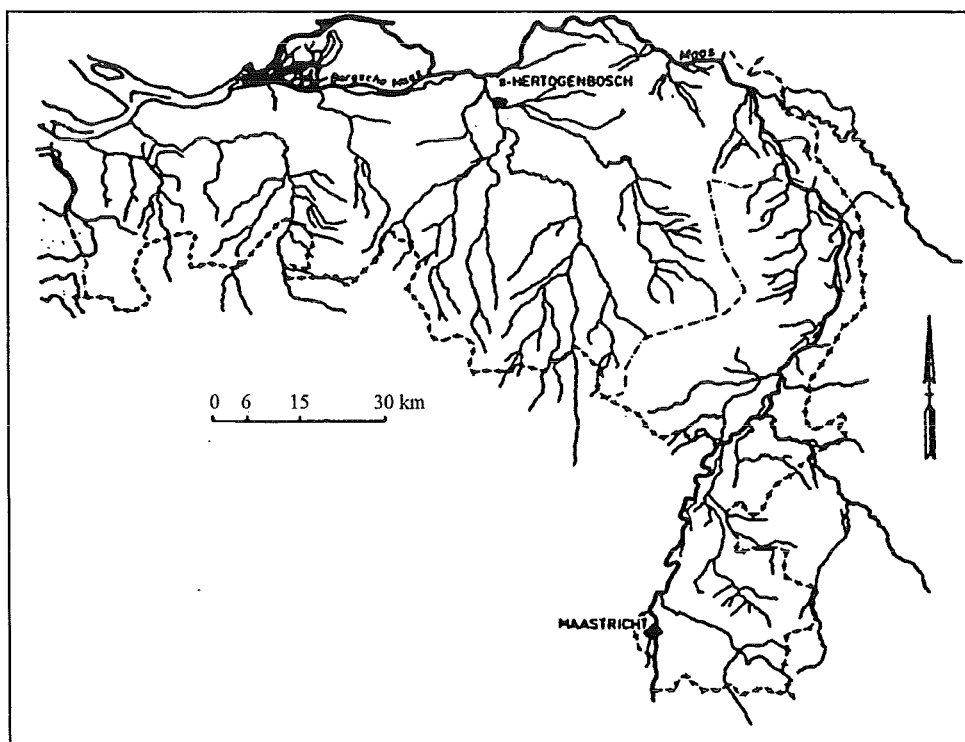 MAAS
Bergsche Maas
's-HERTOGENBOSCH
0 6 15 30 km
MAASTRICHT